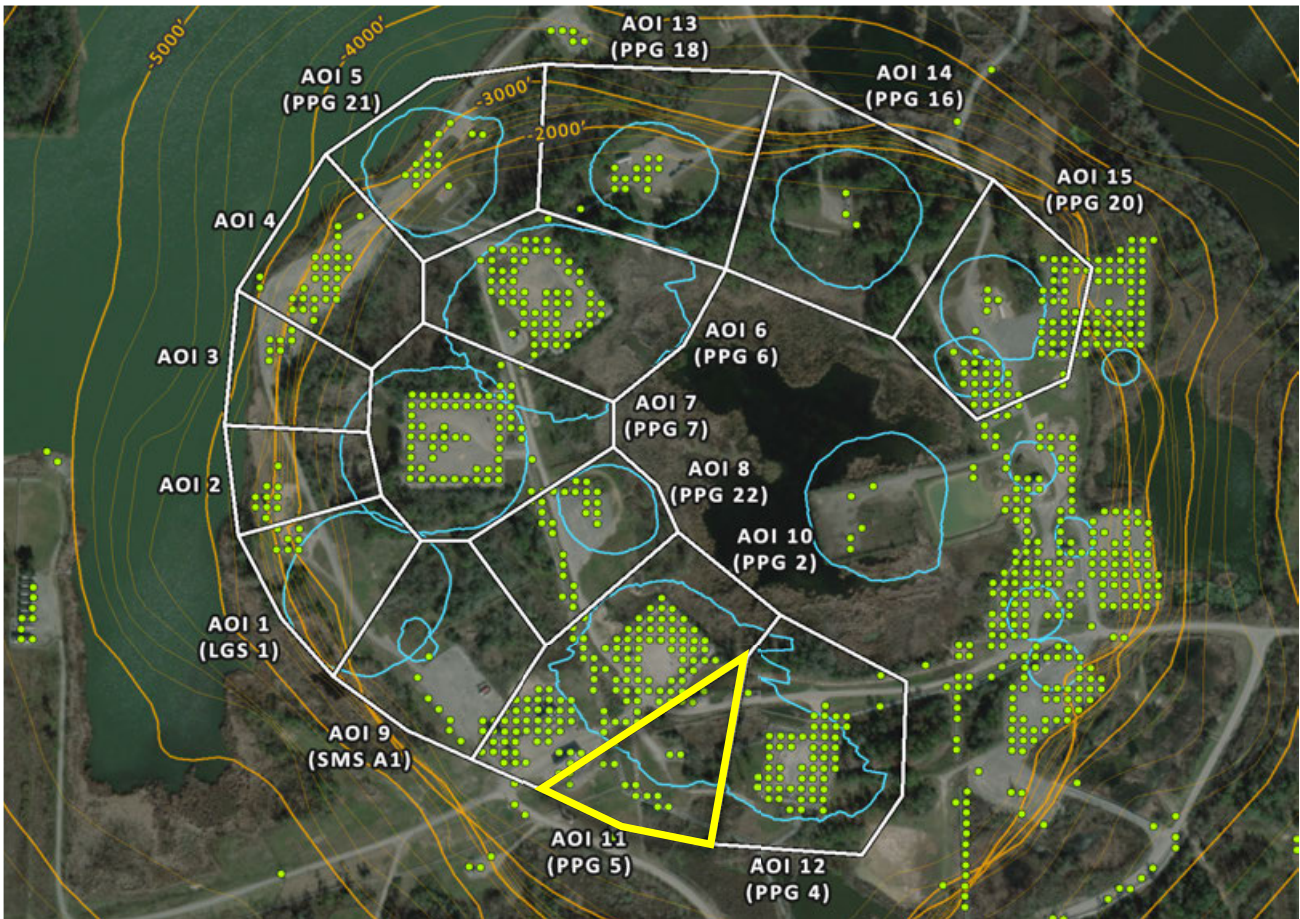 -5000'
-4000'
AOI 13
(PPG 18)
AOI 5
(PPG 21)
AOI 14
(PPG 16)
-3000'
-2000'
AOI 15
(PPG 20)
AOI 4
AOI 6
(PPG 6)
AOI 3
AOI 7
(PPG 7)
AOI 8
(PPG 22)
AOI 2
AOI 10
(PPG 2)
AOI 1
(LGS 1)
AOI 9
(SMS A1)
AOI 11
(PPG 5)
AOI 12
(PPG 4)